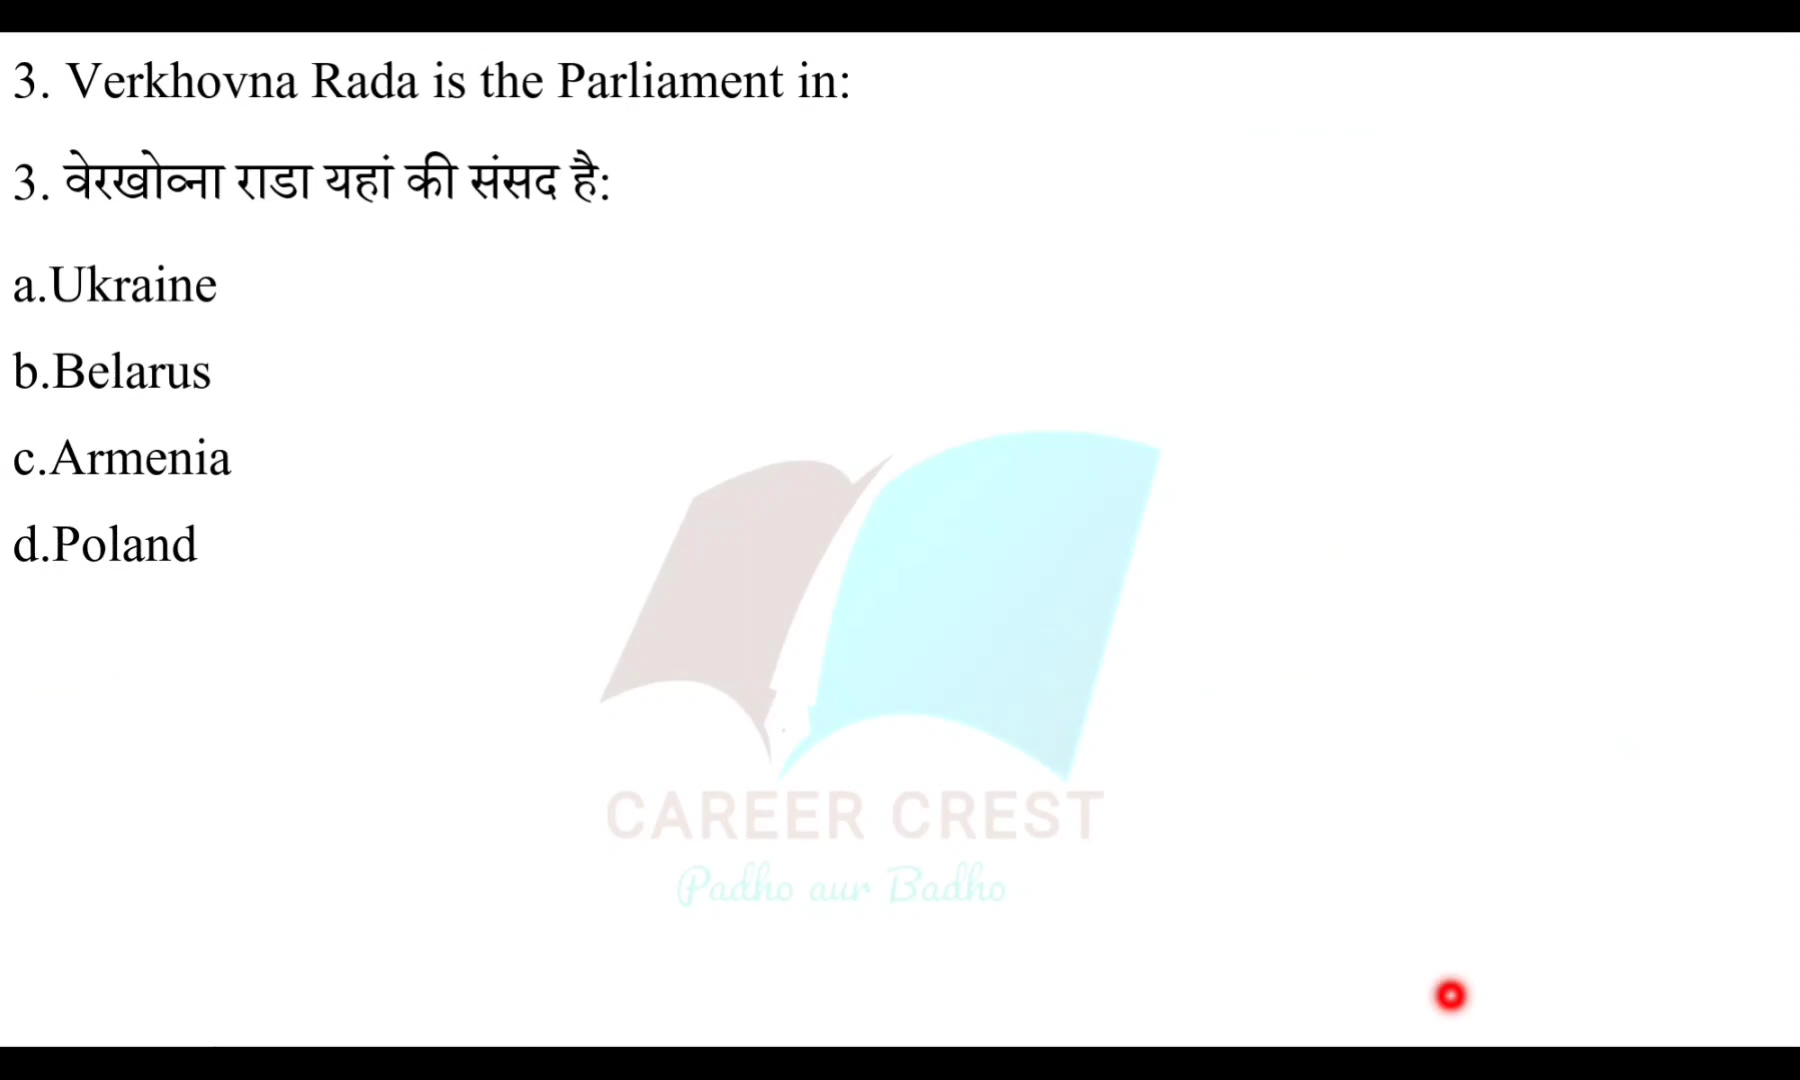 3. Verkhovna Rada is the Parliament in:
3. वेरखोव्ना राडा यहां की संसद है:
a.Ukraine
b.Belarus
c.Armenia
d.Poland
CAREER CREST
Padho aur Badho